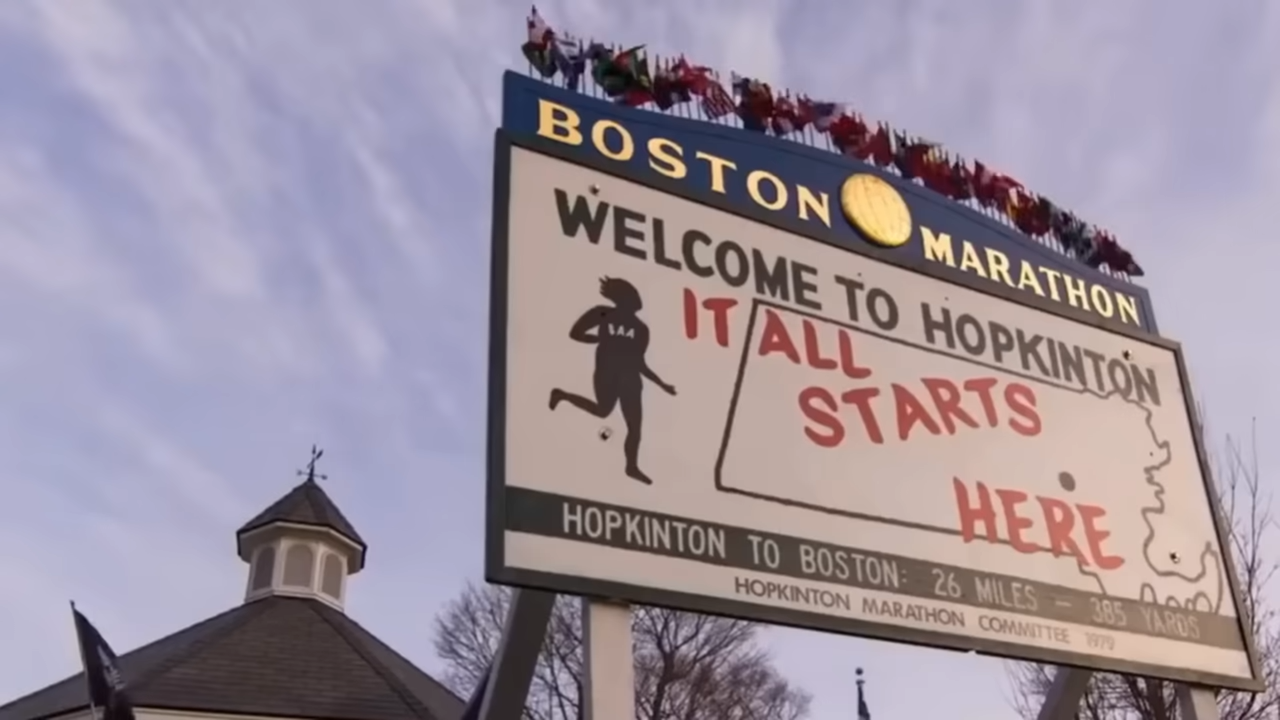 BOSTON MARATHON
WELCOME TO HOPKINTON
IT ALL
STARTS
HERE
BAA
HOPKINTON TO BOSTON: 26 MILES - 385 YARDS
HOPKINTON MARATHON COMMITTEE 1979